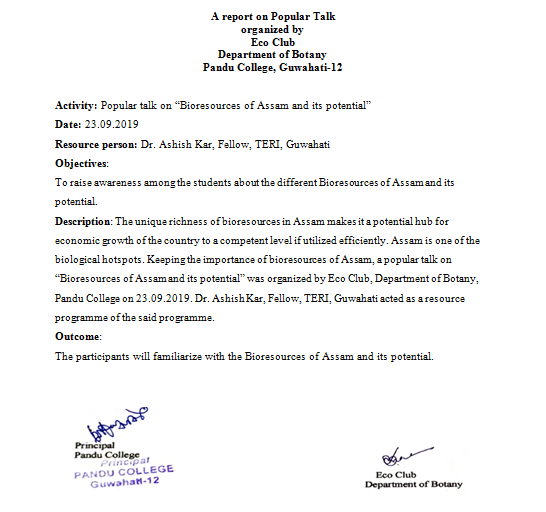 A report on Popular Talk
organized by
Eco Club
Department of Botany
Pandu College, Guwahati-12
Activity: Popular talk on “Bioresources of Assam and its potential”
Date: 23.09.2019
Resource person: Dr. Ashish Kar, Fellow, TERI, Guwahati
Objectives:
To raise awareness among the students about the different Bioresources of Assam and its
potential.
Description: The unique richness of bioresources in Assam makes it a potential hub for
economic growth of the country to a competent level if utilized efficiently. Assam is one of the
biological hotspots. Keeping the importance of bioresources of Assam, a popular talk on
“Bioresources of Assam and its potential” was organized by Eco Club, Department of Botany,
Pandu College on 23.09.2019. Dr. Ashish Kar, Fellow, TERI, Guwahati acted as a resource
programme of the said programme.
Outcome:
The participants will familiarize with the Bioresources of Assam and its potential.
Principal
Pandu College
Principal
PANDU COLLEGE
Guwahati-12
Eco Club
Department of Botany